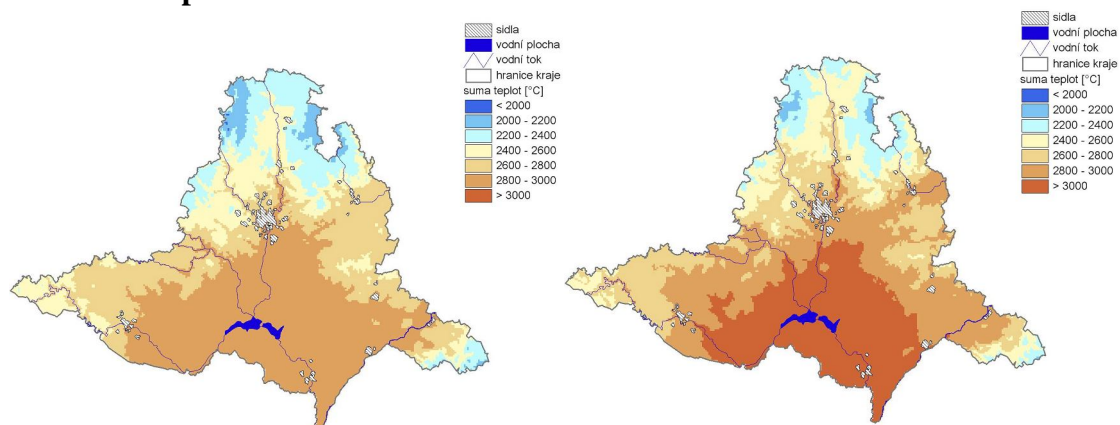 sidla
vodní plocha
vodní tok
hranice kraje
suma teplot [°C]
< 2000
2000 - 2200
2200 - 2400
2400 - 2600
2600 - 2800
2800 - 3000
> 3000
sidla
vodní plocha
vodní tok
hranice kraje
suma teplot [°C]
< 2000
2000 - 2200
2200 - 2400
2400 - 2600
2600 - 2800
2800 - 3000
> 3000